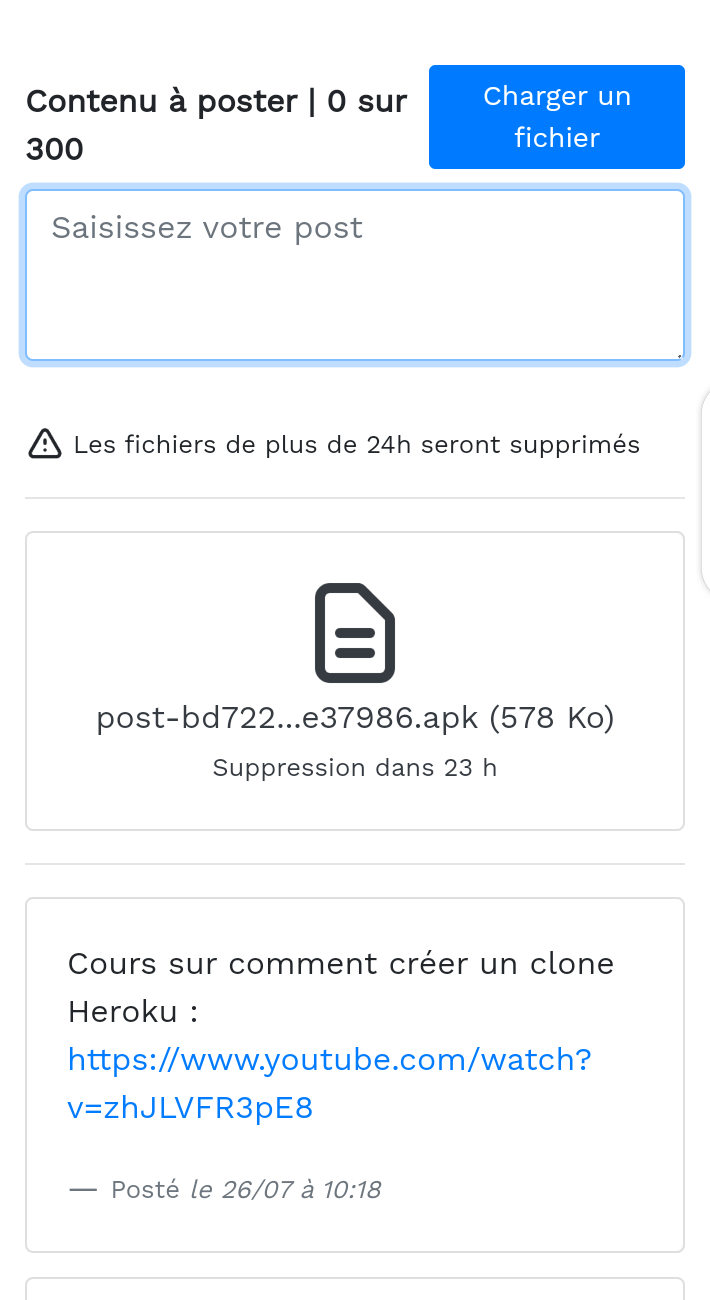 Contenu à poster | 0 sur
300
Charger un
fichier
Saisissez votre post
Les fichiers de plus de 24h seront supprimés
post-bd722...e37986.apk (578 Ko)
Suppression dans 23 h
Cours sur comment créer un clone
Heroku :
https://www.youtube.com/watch?
v=zhJLVFR3pE8
— Posté le 26/07 à 10:18